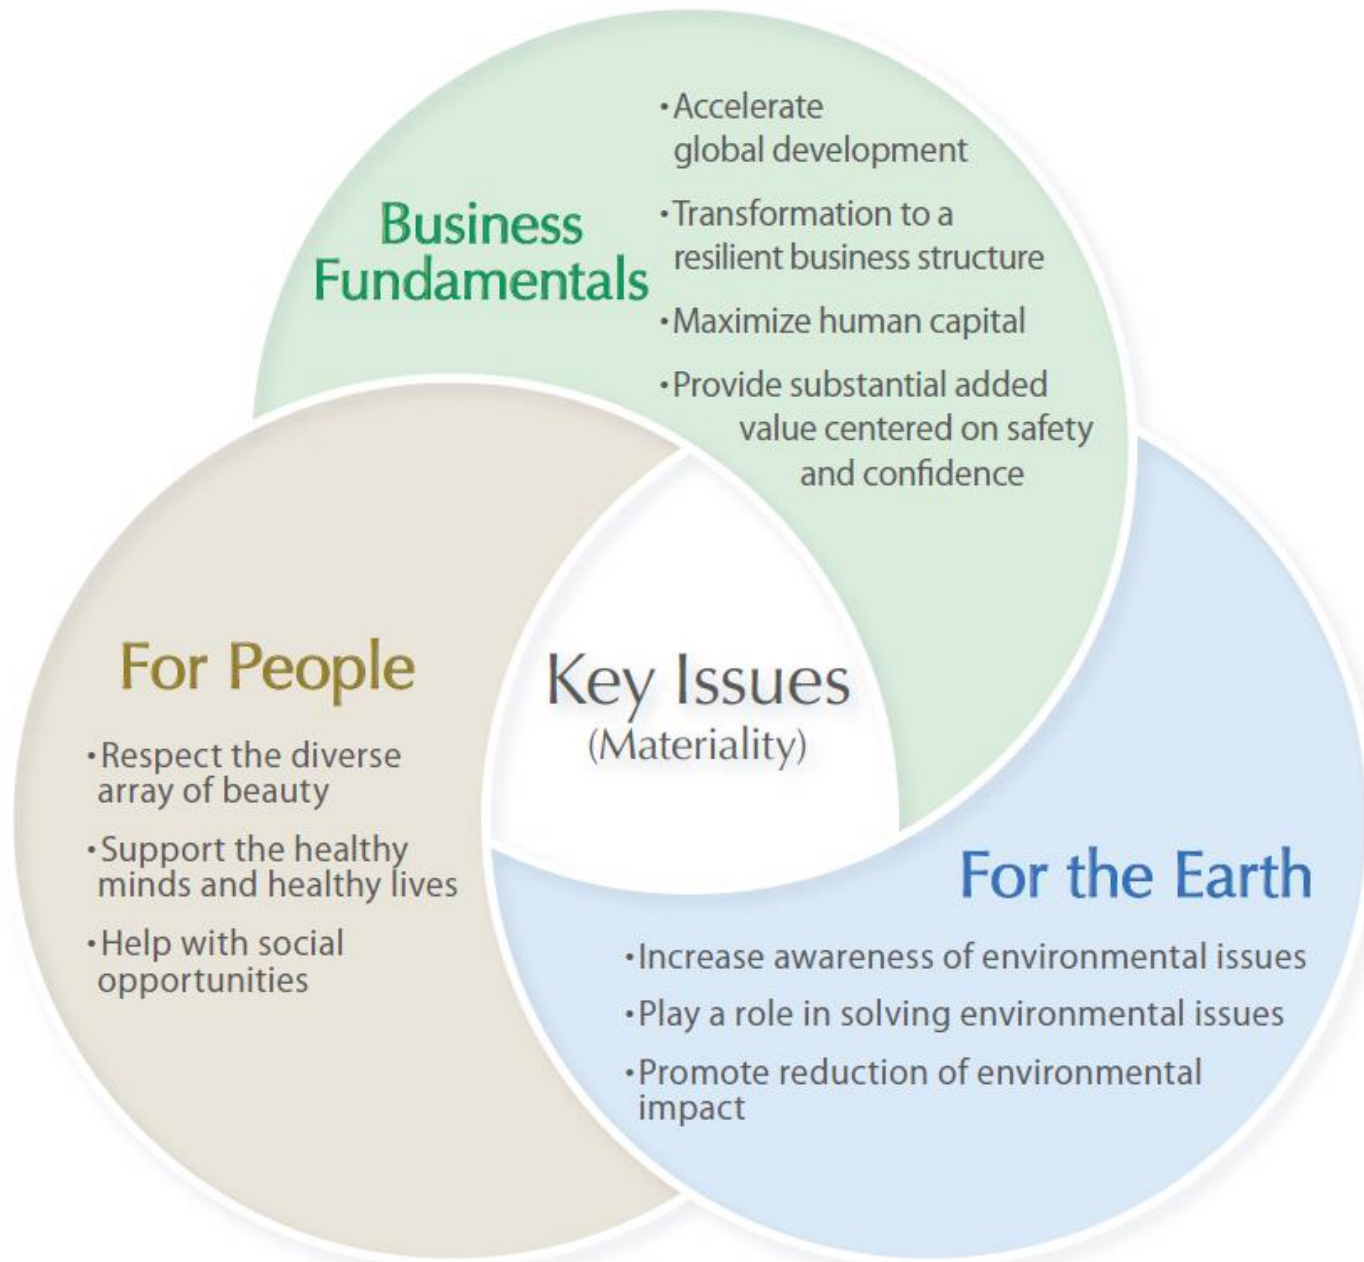 Business
Fundamentals
・Accelerate
global development
・Transformation to a
resilient business structure
・Maximize human capital
・Provide substantial added
value centered on safety
and confidence
For People
・Respect the diverse
array of beauty
・Support the healthy
minds and healthy lives
・Help with social
opportunities
Key Issues
(Materiality)
For the Earth
・Increase awareness of environmental issues
・Play a role in solving environmental issues
・Promote reduction of environmental
impact